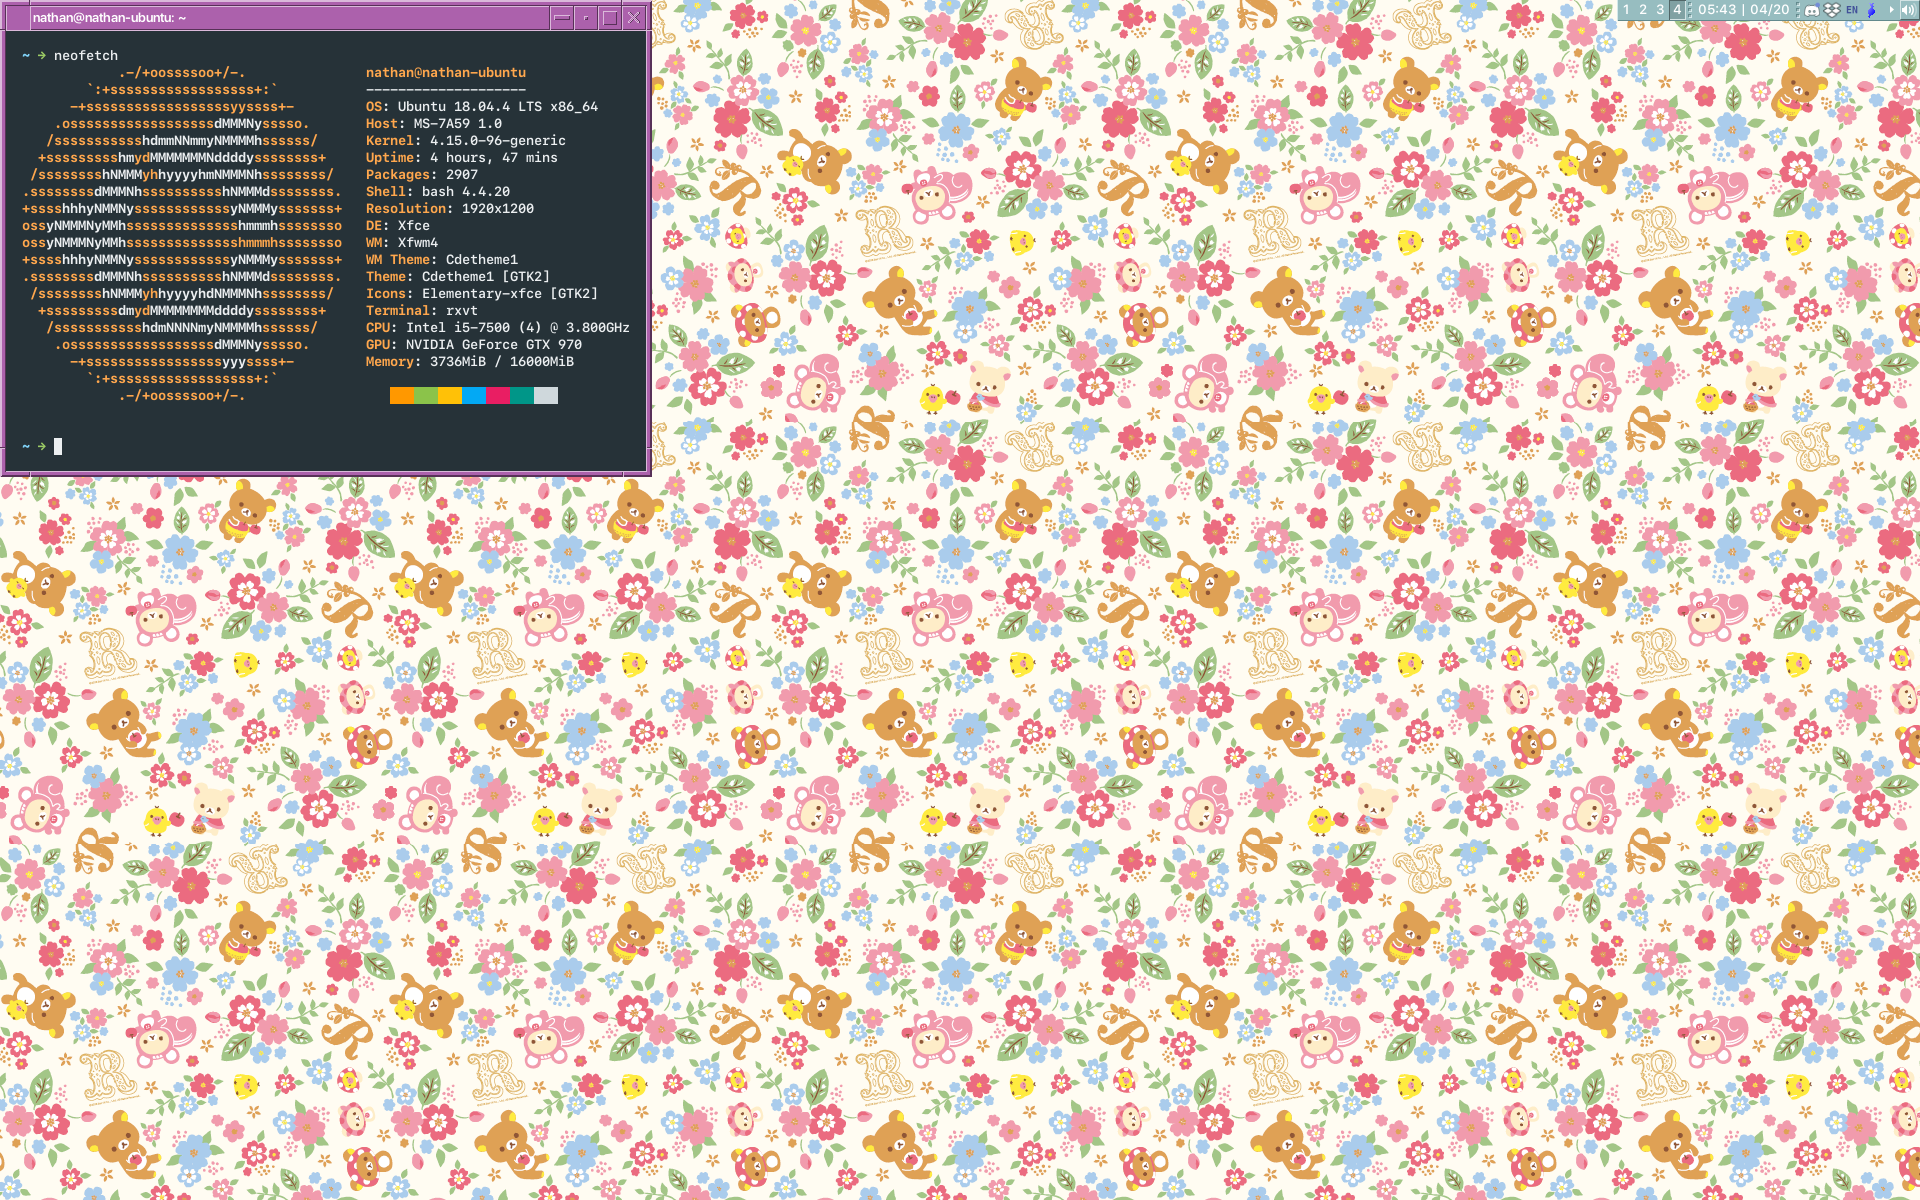 nathan@nathan-ubuntu: ~
1 2 3 4 05:43 | 04/20 EN
~ → neofetch
.-/+oossssoo+/-.
`:+ssssssssssssssssss+:`
-+ssssssssssssssssssyyssss+-
.ossssssssssssssssssdMMMNysssso.
/ssssssssssshdmmNNmmyNMMMMhssssss/
+ssssssssshmydMMMMMMMNddddyssssssss+
/sssssssshNMMMyhhyyyyhmNMMMNhssssssss/
.ssssssssdMMMNhsssssssssshNMMMdssssssss.
+sssshhhyNMMNyssssssssssssyNMMMysssssss+
ossyNMMMNyMMhsssssssssssssshmmmhssssssso
ossyNMMMNyMMhsssssssssssssshmmmhssssssso
+sssshhhyNMMNyssssssssssssyNMMMysssssss+
.ssssssssdMMMNhsssssssssshNMMMdssssssss.
/sssssssshNMMMyhhyyyyhdNMMMNhssssssss/
+sssssssssdmydMMMMMMMMddddyssssssss+
/ssssssssssshdmNNNNmyNMMMMhssssss/
.ossssssssssssssssssdMMMNysssso.
-+sssssssssssssssssyyyssss+-
`:+ssssssssssssssssss+:`
.-/+oossssoo+/-.
nathan@nathan-ubuntu
--------------------
OS: Ubuntu 18.04.4 LTS x86_64
Host: MS-7A59 1.0
Kernel: 4.15.0-96-generic
Uptime: 4 hours, 47 mins
Packages: 2907
Shell: bash 4.4.20
Resolution: 1920x1200
DE: Xfce
WM: Xfwm4
WM Theme: Cdetheme1
Theme: Cdetheme1 [GTK2]
Icons: Elementary-xfce [GTK2]
Terminal: rxvt
CPU: Intel i5-7500 (4) @ 3.800GHz
GPU: NVIDIA GeForce GTX 970
Memory: 3736MiB / 16000MiB
~ →